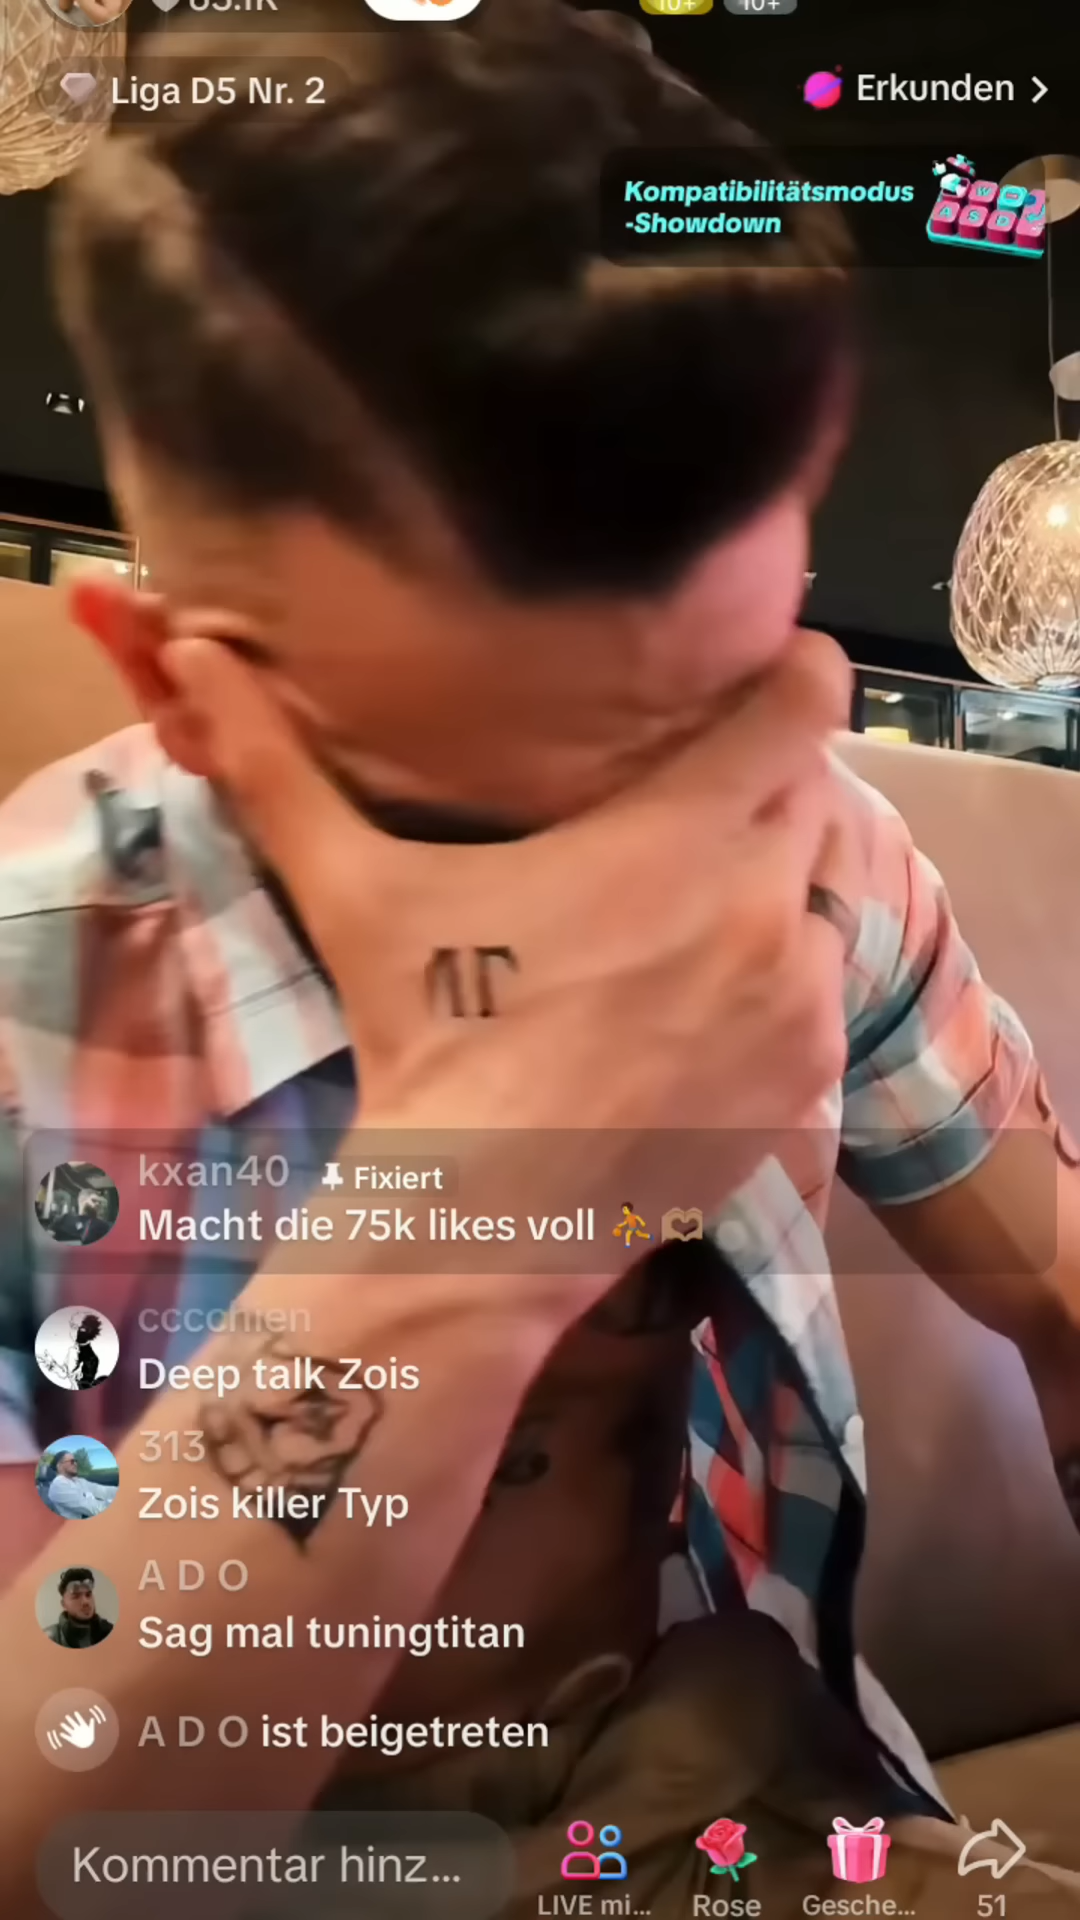 Liga D5 Nr. 2
Erkunden
Kompatibilitätsmodus
-Showdown
kxan40 Fixiert
Macht die 75k likes voll
cccchien
Deep talk Zois
313
Zois killer Typ
A D O
Sag mal tuningtitan
A D O ist beigetreten
Kommentar hinz...
LIVE mi...
Rose
Gesche...
51